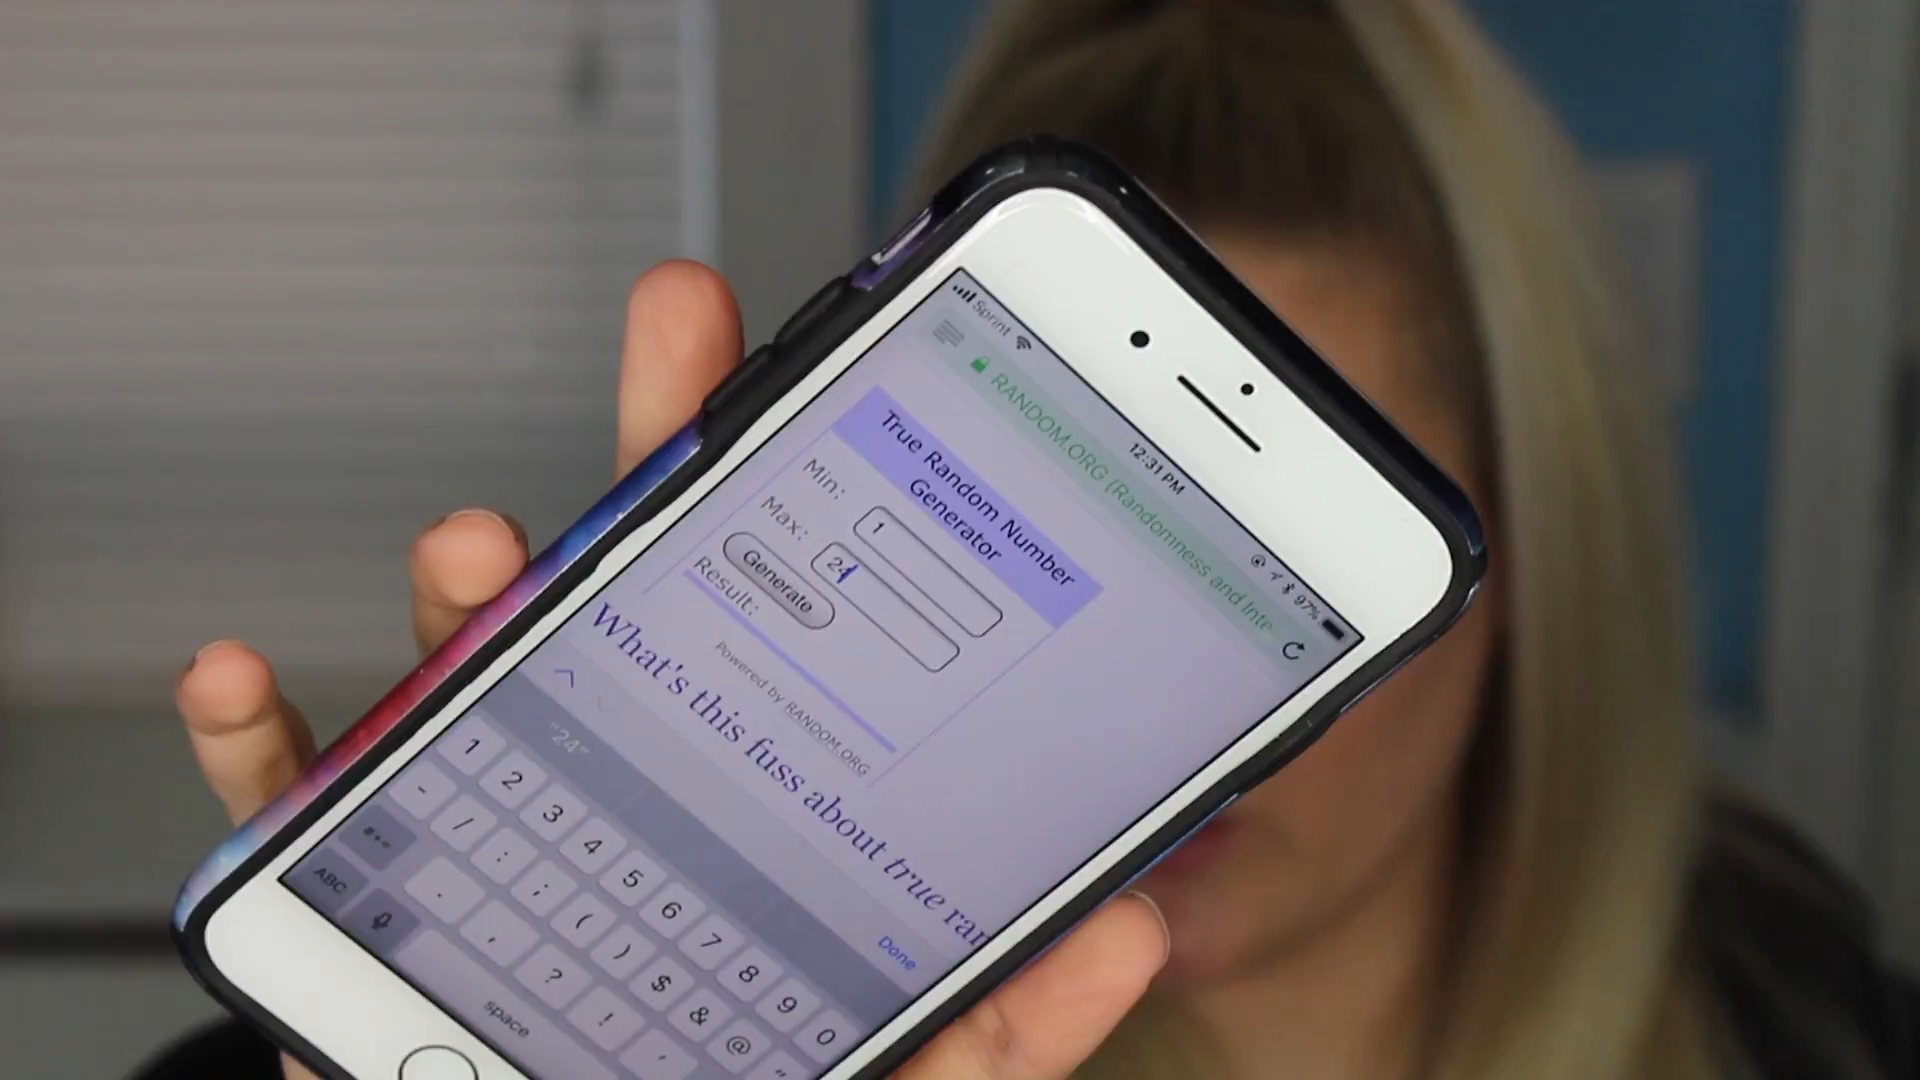 Sprint 12:31 PM 97%
RANDOM.ORG (Randomness and Inte
True Random Number
Generator
Min: 1
Max: 24
Generate
Result:
Powered by RANDOM.ORG
What's this fuss about true ran
"24"
Done
1 2 3 4 5 6 7 8 9 0
- / : ; ( ) $ & @ "
#+=
. , ? ! '
ABC
space